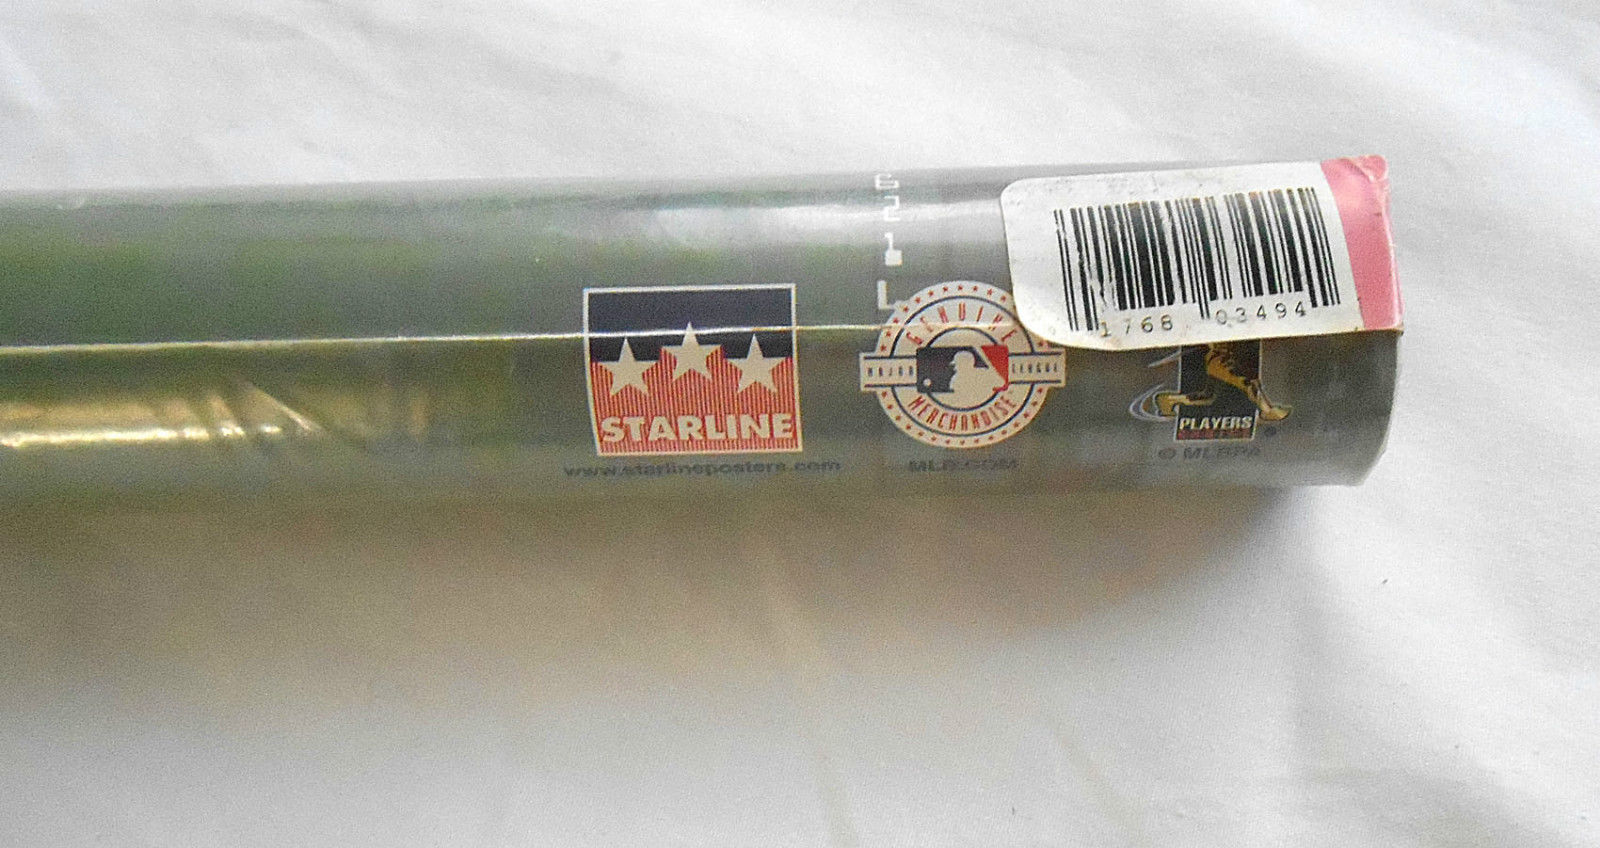 1768 03494
STARLINE
www.starlineposters.com
GENUINE
MAJOR LEAGUE
MERCHANDISE
MLB.COM
PLAYERS
© MLBPA